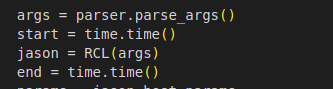 args = parser.parse_args()
start = time.time()
jason = RCL(args)
end = time.time()